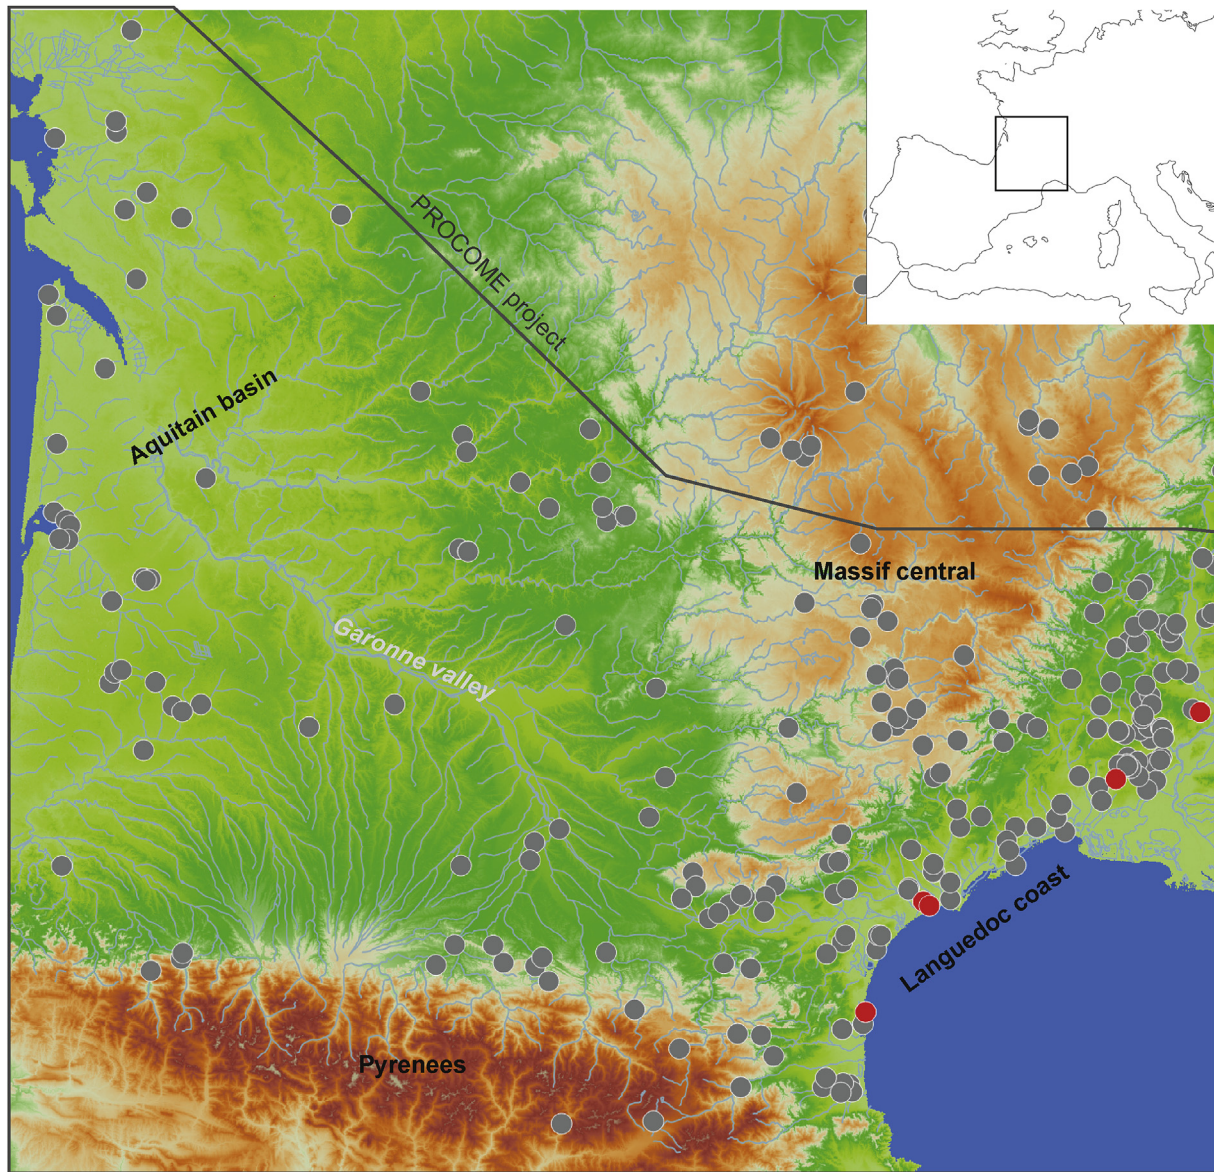 PROCOME project
Aquitain basin
Massif central
Garonne valley
Languedoc coast
Pyrenees